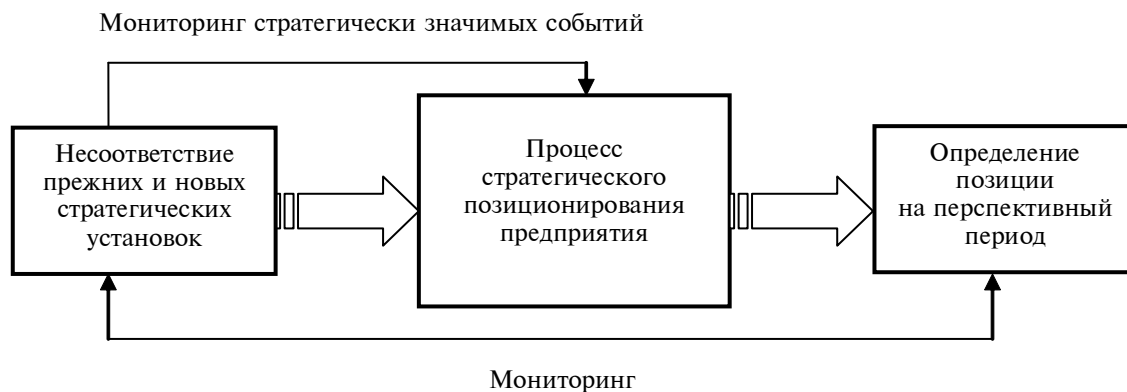 Мониторинг стратегически значимых событий
Несоответствие
прежних и новых
стратегических
установок
Процесс
стратегического
позиционирования
предприятия
Определение
позиции
на перспективный
период
Мониторинг